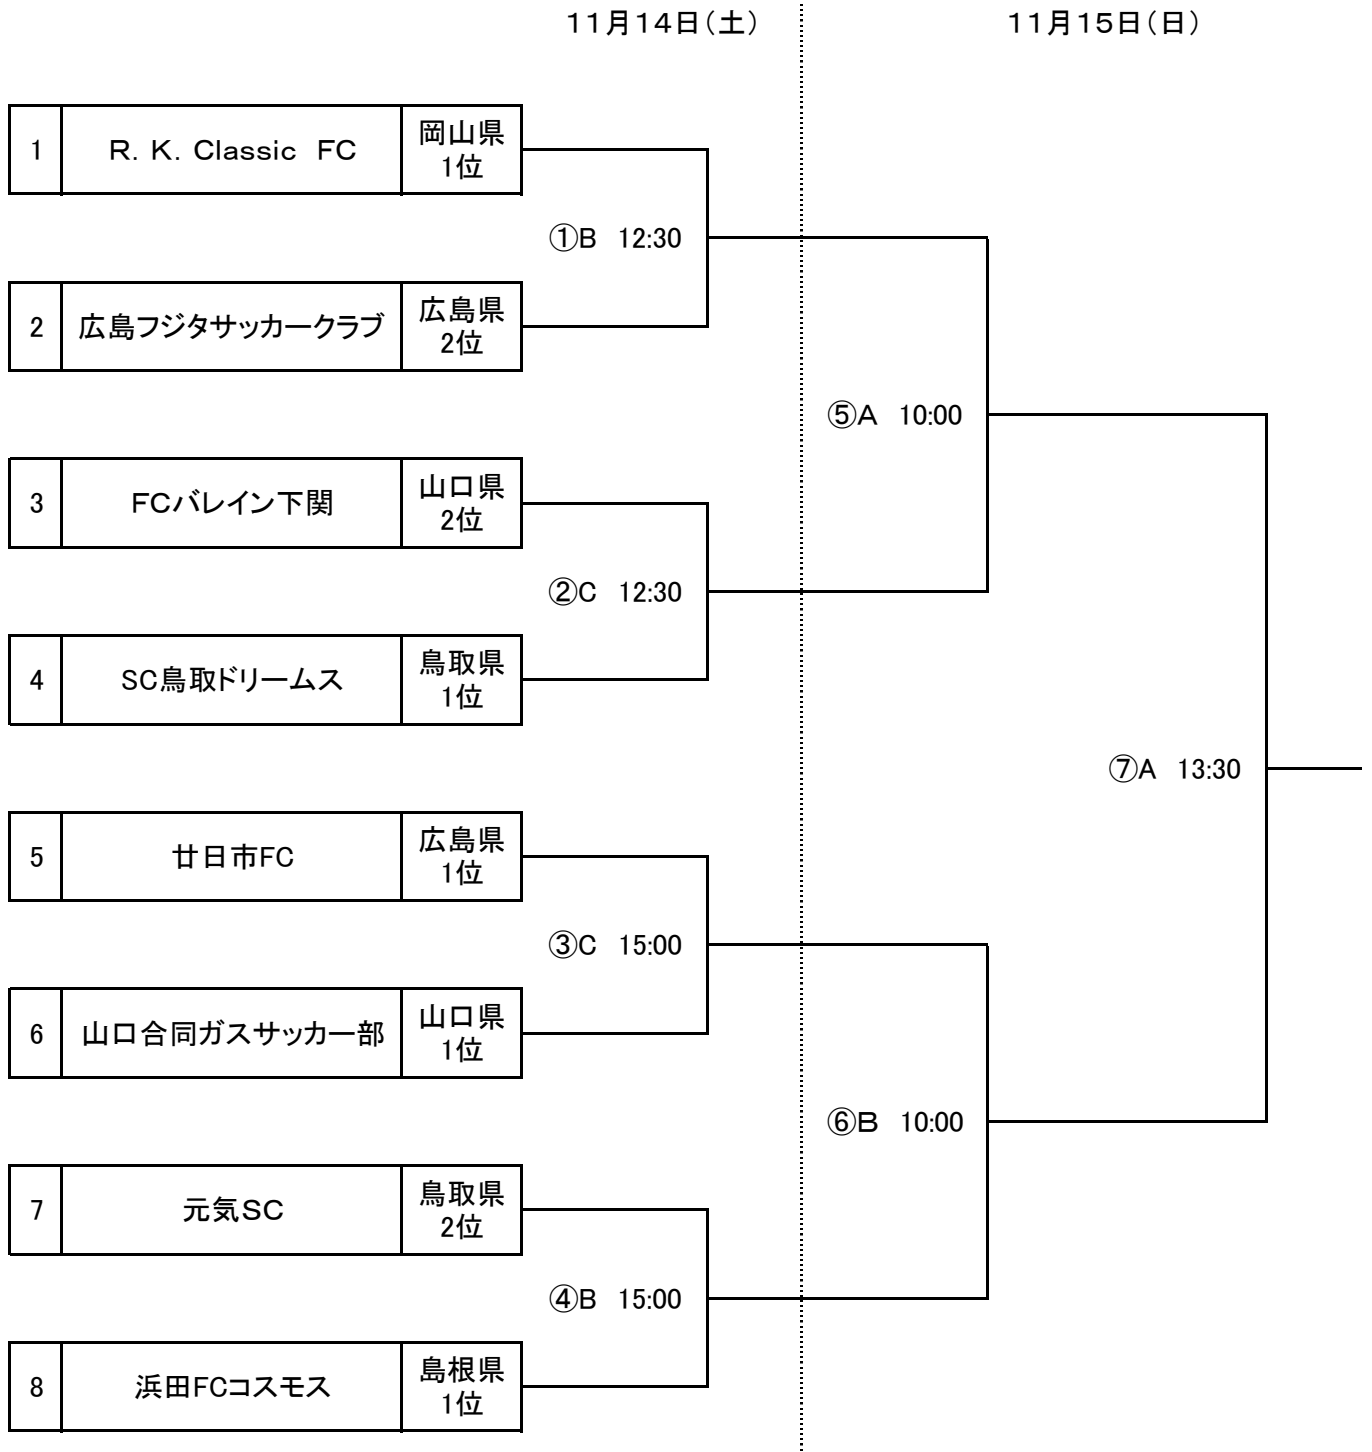 11月14日(土)
11月15日(日)
1
R. K. Classic FC
岡山県
1位
①B 12:30
2
広島フジタサッカークラブ
広島県
2位
⑤A 10:00
3
FCバレイン下関
山口県
2位
②C 12:30
4
SC鳥取ドリームス
鳥取県
1位
⑦A 13:30
5
廿日市FC
広島県
1位
③C 15:00
6
山口合同ガスサッカー部
山口県
1位
⑥B 10:00
7
元気SC
鳥取県
2位
④B 15:00
8
浜田FCコスモス
島根県
1位